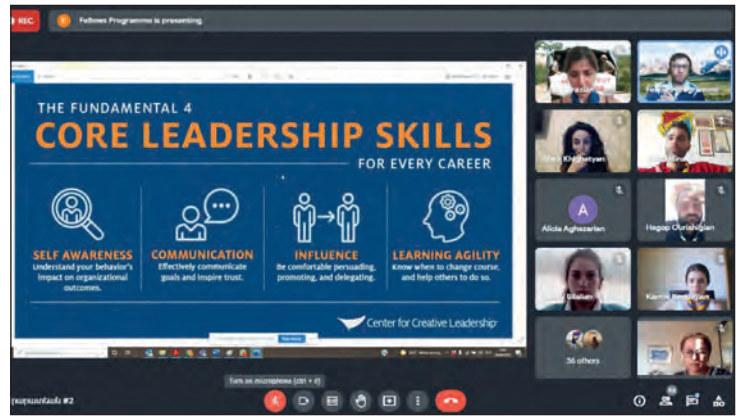 REC
Fellows Programme is presenting
THE FUNDAMENTAL 4
CORE LEADERSHIP SKILLS
FOR EVERY CAREER
SELF AWARENESS
Understand your behavior's
impact on organizational
outcomes.
COMMUNICATION
Effectively communicate
goals and inspire trust.
INFLUENCE
Be comfortable persuading,
promoting, and delegating.
LEARNING AGILITY
Know when to change course,
and help others to do so.
Center for Creative Leadership
Khighatyan
A
Alicia Aghazarian
Hagop
Bilalian
36 others
Turn on microphone (ctrl + d)
#2